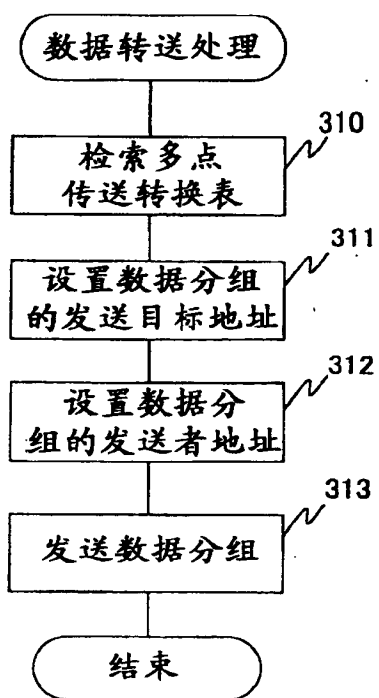 数据转送处理
310
检索多点
传送转换表
311
设置数据分组
的发送目标地址
312
设置数据分
组的发送者地址
313
发送数据分组
结束